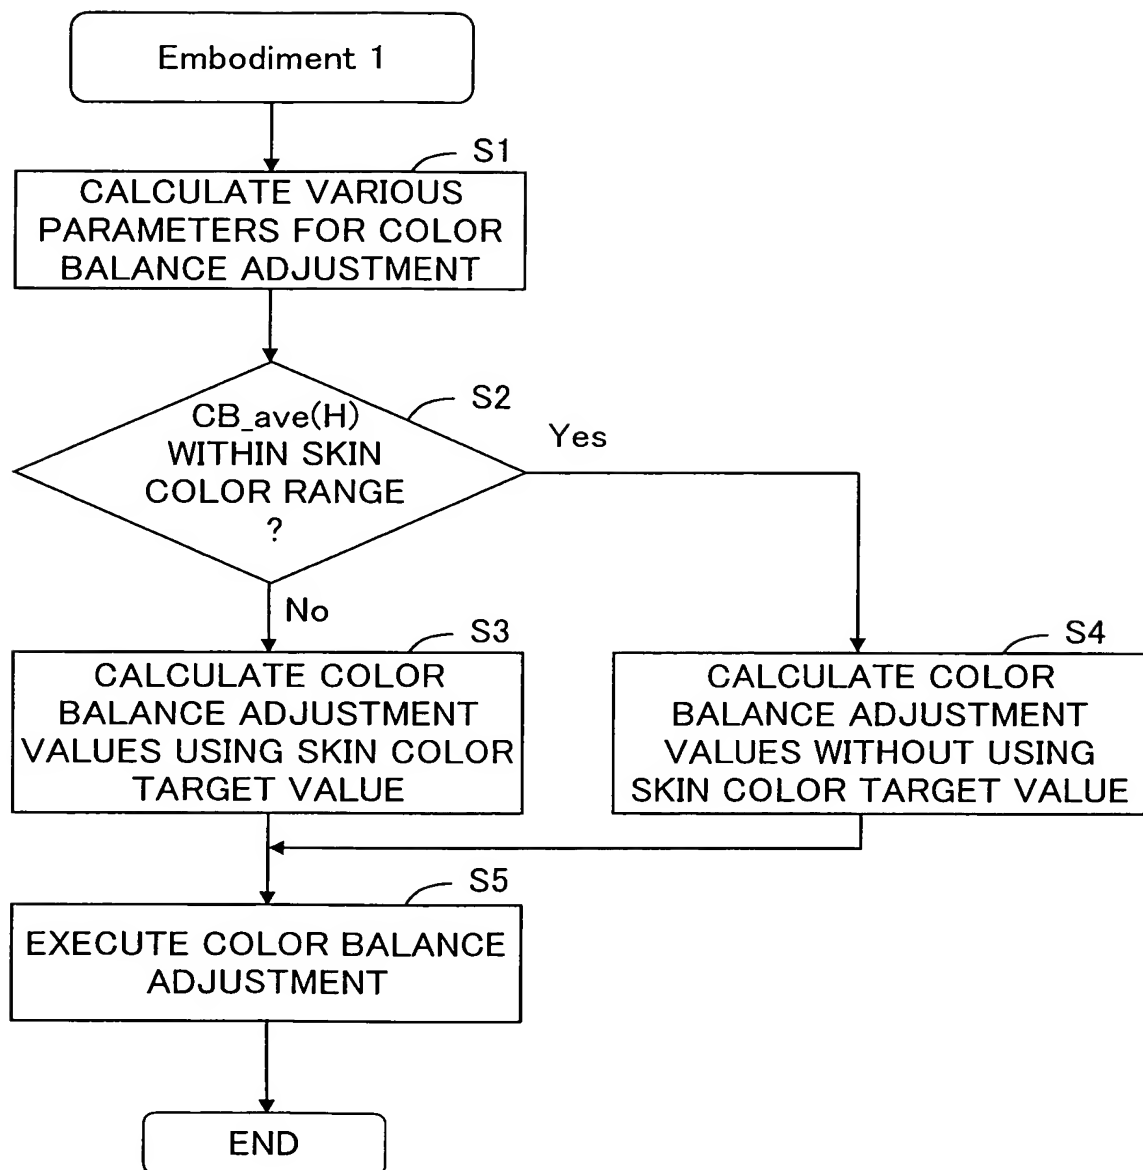 Embodiment 1
S1
CALCULATE VARIOUS
PARAMETERS FOR COLOR
BALANCE ADJUSTMENT
S2
CB_ave(H)
WITHIN SKIN
COLOR RANGE
?
Yes
No
S3
CALCULATE COLOR
BALANCE ADJUSTMENT
VALUES USING SKIN COLOR
TARGET VALUE
S4
CALCULATE COLOR
BALANCE ADJUSTMENT
VALUES WITHOUT USING
SKIN COLOR TARGET VALUE
S5
EXECUTE COLOR BALANCE
ADJUSTMENT
END